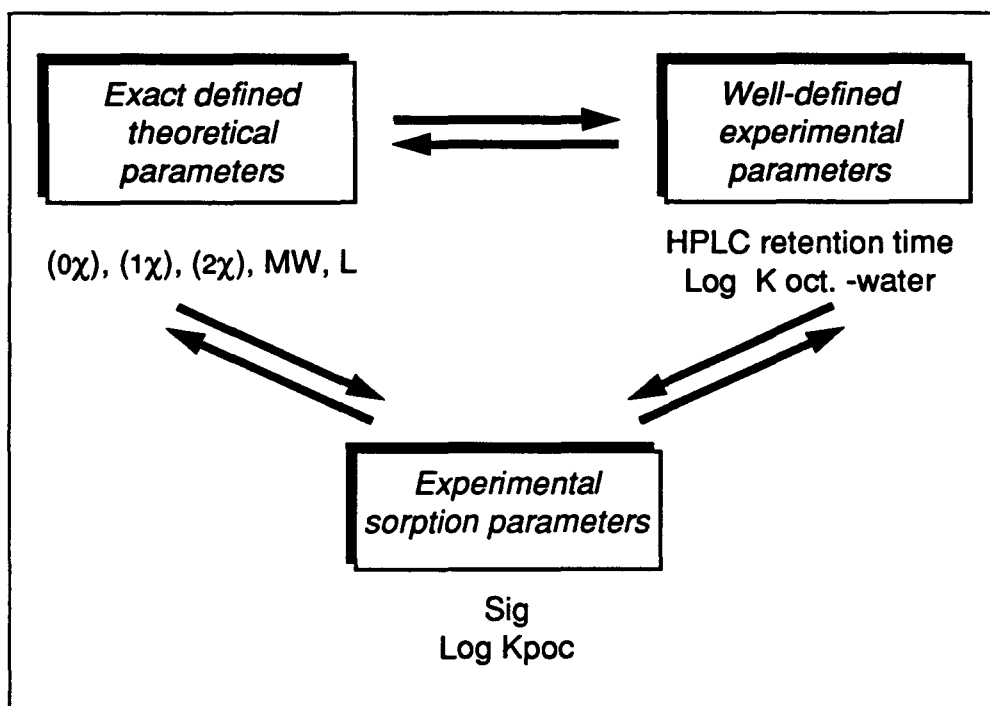 Exact defined
theoretical
parameters
Well-defined
experimental
parameters
(0χ), (1χ), (2χ), MW, L
HPLC retention time
Log K oct. -water
Experimental
sorption parameters
Sig
Log Kpoc